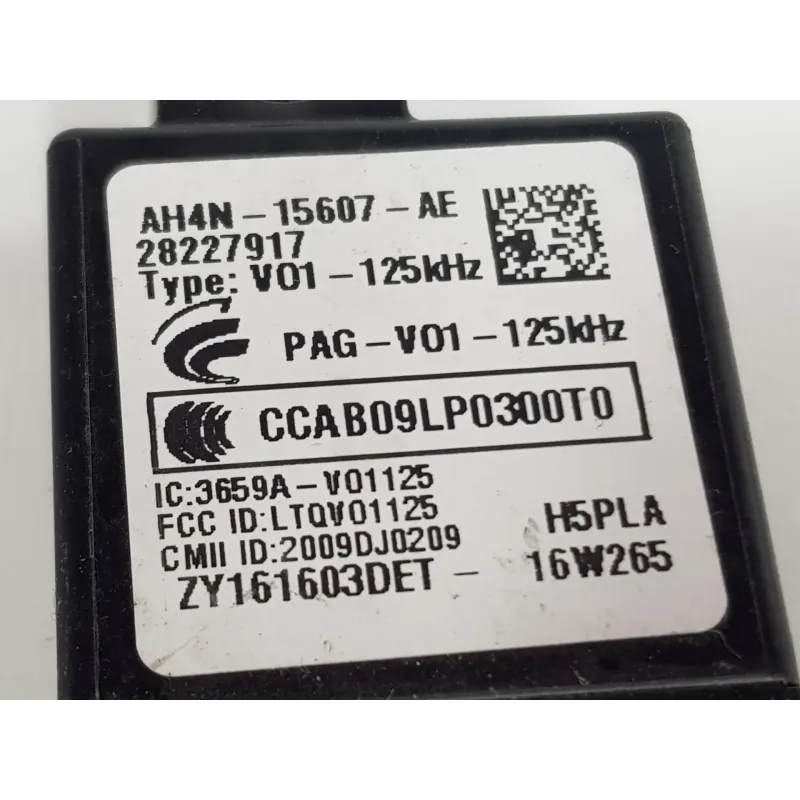 AH4N-15607-AE
28227917
Type: V01-125kHz
PAG-V01-125kHz
CCAB09LP0300T0
IC:3659A-V01125
FCC ID:LTQV01125
CMII ID:2009DJ0209
H5PLA
ZY161603DET - 16W265